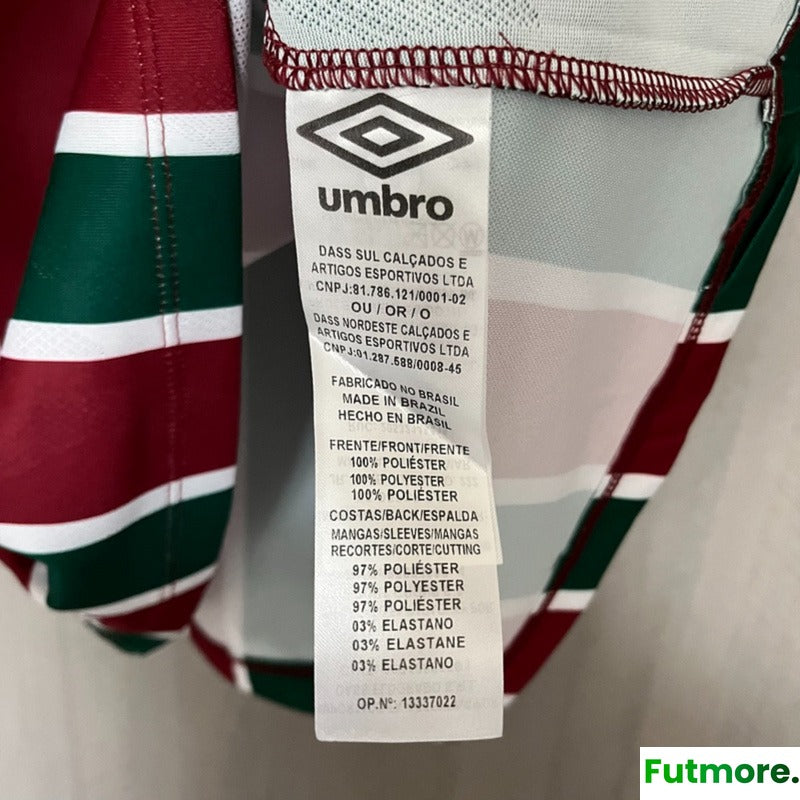 umbro
DASS SUL CALÇADOS E
ARTIGOS ESPORTIVOS LTDA
CNPJ:81.786.121/0001-02
OU / OR / O
DASS NORDESTE CALÇADOS E
ARTIGOS ESPORTIVOS LTDA
CNPJ:01.287.588/0008-45
FABRICADO NO BRASIL
MADE IN BRAZIL
HECHO EN BRASIL
FRENTE/FRONT/FRENTE
100% POLIÉSTER
100% POLYESTER
100% POLIÉSTER
COSTAS/BACK/ESPALDA
MANGAS/SLEEVES/MANGAS
RECORTES/CORTE/CUTTING
97% POLIÉSTER
97% POLYESTER
97% POLIÉSTER
03% ELASTANO
03% ELASTANE
03% ELASTANO
OP.Nº: 13337022
Futmore.